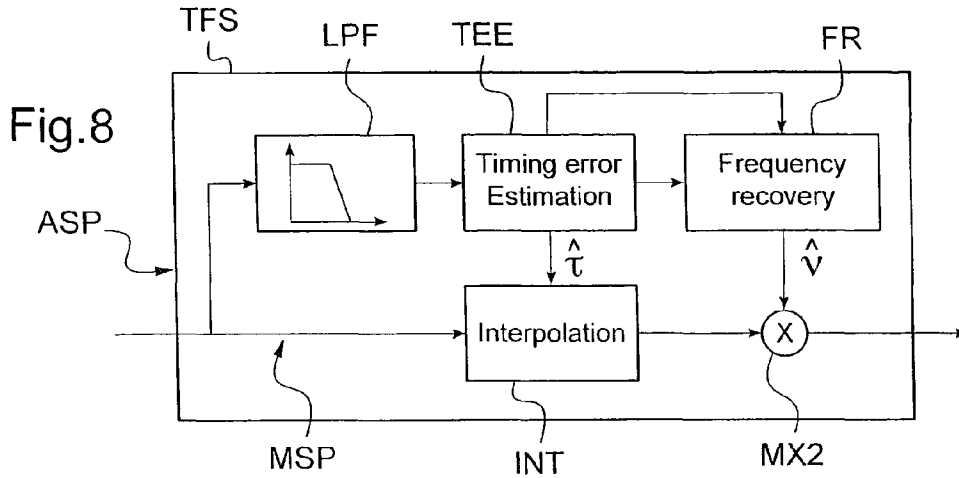 TFS
LPF
TEE
FR
Fig.8
Timing error
Estimation
Frequency
recovery
ASP
τ̂
ν̂
Interpolation
X
MSP
INT
MX2